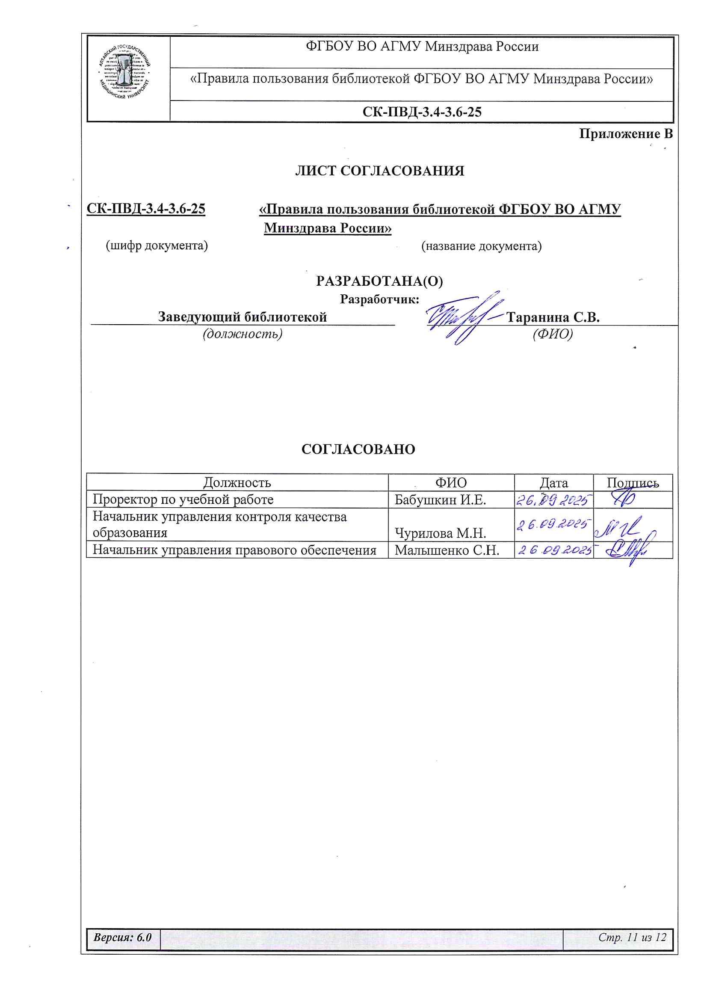 АЛТАЙСКИЙ ГОСУДАРСТВЕННЫЙ
МЕДИЦИНСКИЙ УНИВЕРСИТЕТ
ФГБОУ ВО АГМУ Минздрава России
«Правила пользования библиотекой ФГБОУ ВО АГМУ Минздрава России»
СК-ПВД-3.4-3.6-25
Приложение В
ЛИСТ СОГЛАСОВАНИЯ
СК-ПВД-3.4-3.6-25 «Правила пользования библиотекой ФГБОУ ВО АГМУ
Минздрава России»
(шифр документа) (название документа)
РАЗРАБОТАНА(О)
Разработчик:
Заведующий библиотекой Таранина С.В.
(должность) (ФИО)
СОГЛАСОВАНО
Должность ФИО Дата Подпись
Проректор по учебной работе Бабушкин И.Е. 26.09 2025
Начальник управления контроля качества
образования Чурилова М.Н. 26.09.2025
Начальник управления правового обеспечения Малышенко С.Н. 26.09.2025
Версия: 6.0 Стр. 11 из 12